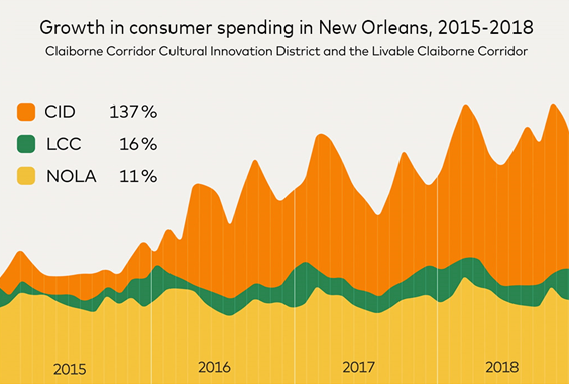 Growth in consumer spending in New Orleans, 2015-2018
Claiborne Corridor Cultural Innovation District and the Livable Claiborne Corridor
CID 137%
LCC 16%
NOLA 11%
2015 2016 2017 2018